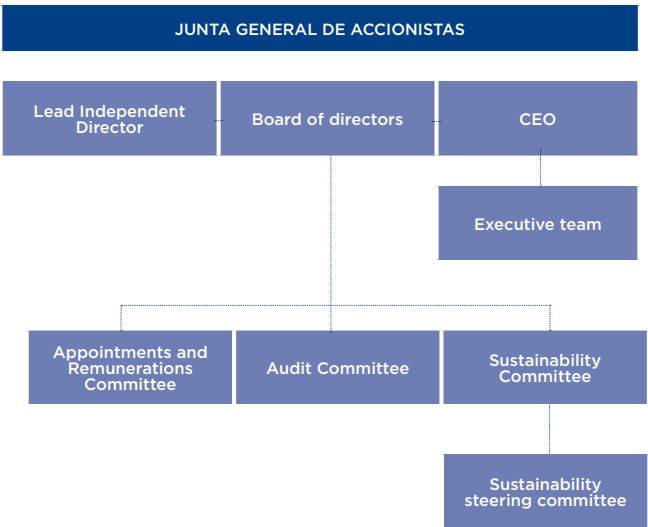 JUNTA GENERAL DE ACCIONISTAS
Lead Independent
Director
Board of directors
CEO
Executive team
Appointments and
Remunerations
Committee
Audit Committee
Sustainability
Committee
Sustainability
steering committee